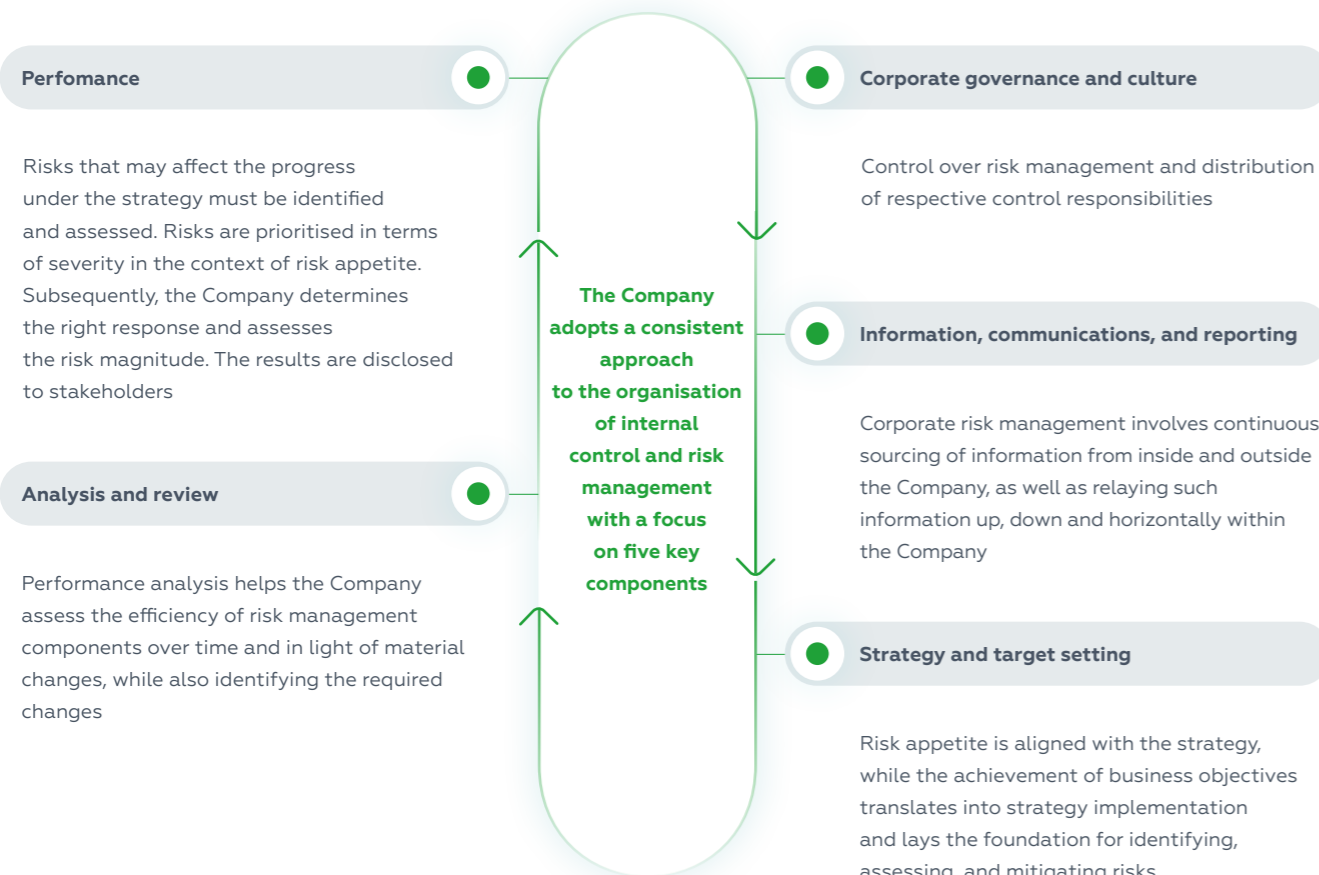 Perfomance
Risks that may affect the progress
under the strategy must be identified
and assessed. Risks are prioritised in terms
of severity in the context of risk appetite.
Subsequently, the Company determines
the right response and assesses
the risk magnitude. The results are disclosed
to stakeholders
Analysis and review
Performance analysis helps the Company
assess the efficiency of risk management
components over time and in light of material
changes, while also identifying the required
changes
The Company
adopts a consistent
approach
to the organisation
of internal
control and risk
management
with a focus
on five key
components
Corporate governance and culture
Control over risk management and distribution
of respective control responsibilities
Information, communications, and reporting
Corporate risk management involves continuous
sourcing of information from inside and outside
the Company, as well as relaying such
information up, down and horizontally within
the Company
Strategy and target setting
Risk appetite is aligned with the strategy,
while the achievement of business objectives
translates into strategy implementation
and lays the foundation for identifying,
assessing, and mitigating risks